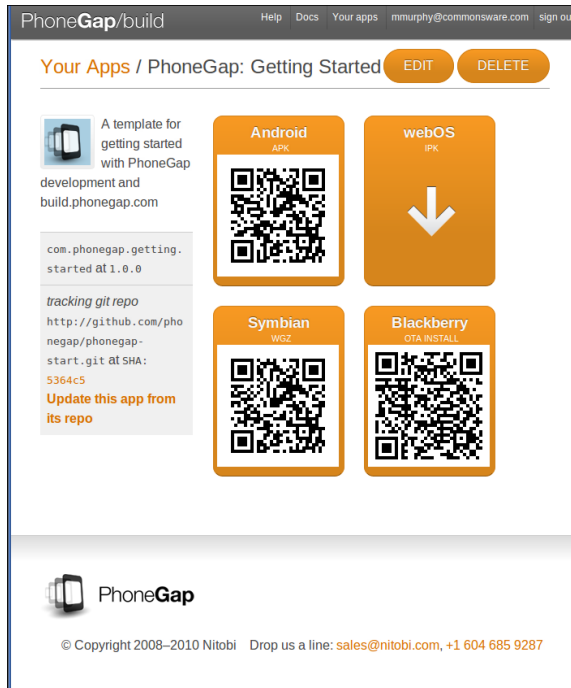 PhoneGap/build
Help Docs Your apps mmurphy@commonsware.com sign ou
Your Apps / PhoneGap: Getting Started
EDIT
DELETE
A template for
getting started
with PhoneGap
development and
build.phonegap.com
com.phonegap.getting.
started at 1.0.0
tracking git repo
http://github.com/pho
negap/phonegap-
start.git at SHA:
5364c5
Update this app from
its repo
Android
APK
webOS
IPK
Symbian
WGZ
Blackberry
OTA INSTALL
PhoneGap
© Copyright 2008–2010 Nitobi Drop us a line: sales@nitobi.com, +1 604 685 9287